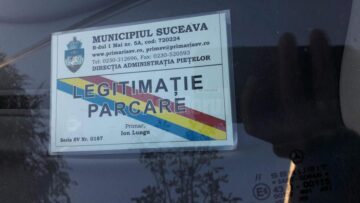 MUNICIPIUL SUCEAVA
B-dul 1 Mai nr. 5A, cod: 720224
www.primariasv.ro, primsv@primariasv.ro
Tel: 0230-212696, Fax: 0230-520593
DIRECȚIA ADMINISTRAȚIA PIEȚELOR
LEGITIMAȚIE
PARCARE
Primar,
Ion Lungu
Seria SV Nr. 0187